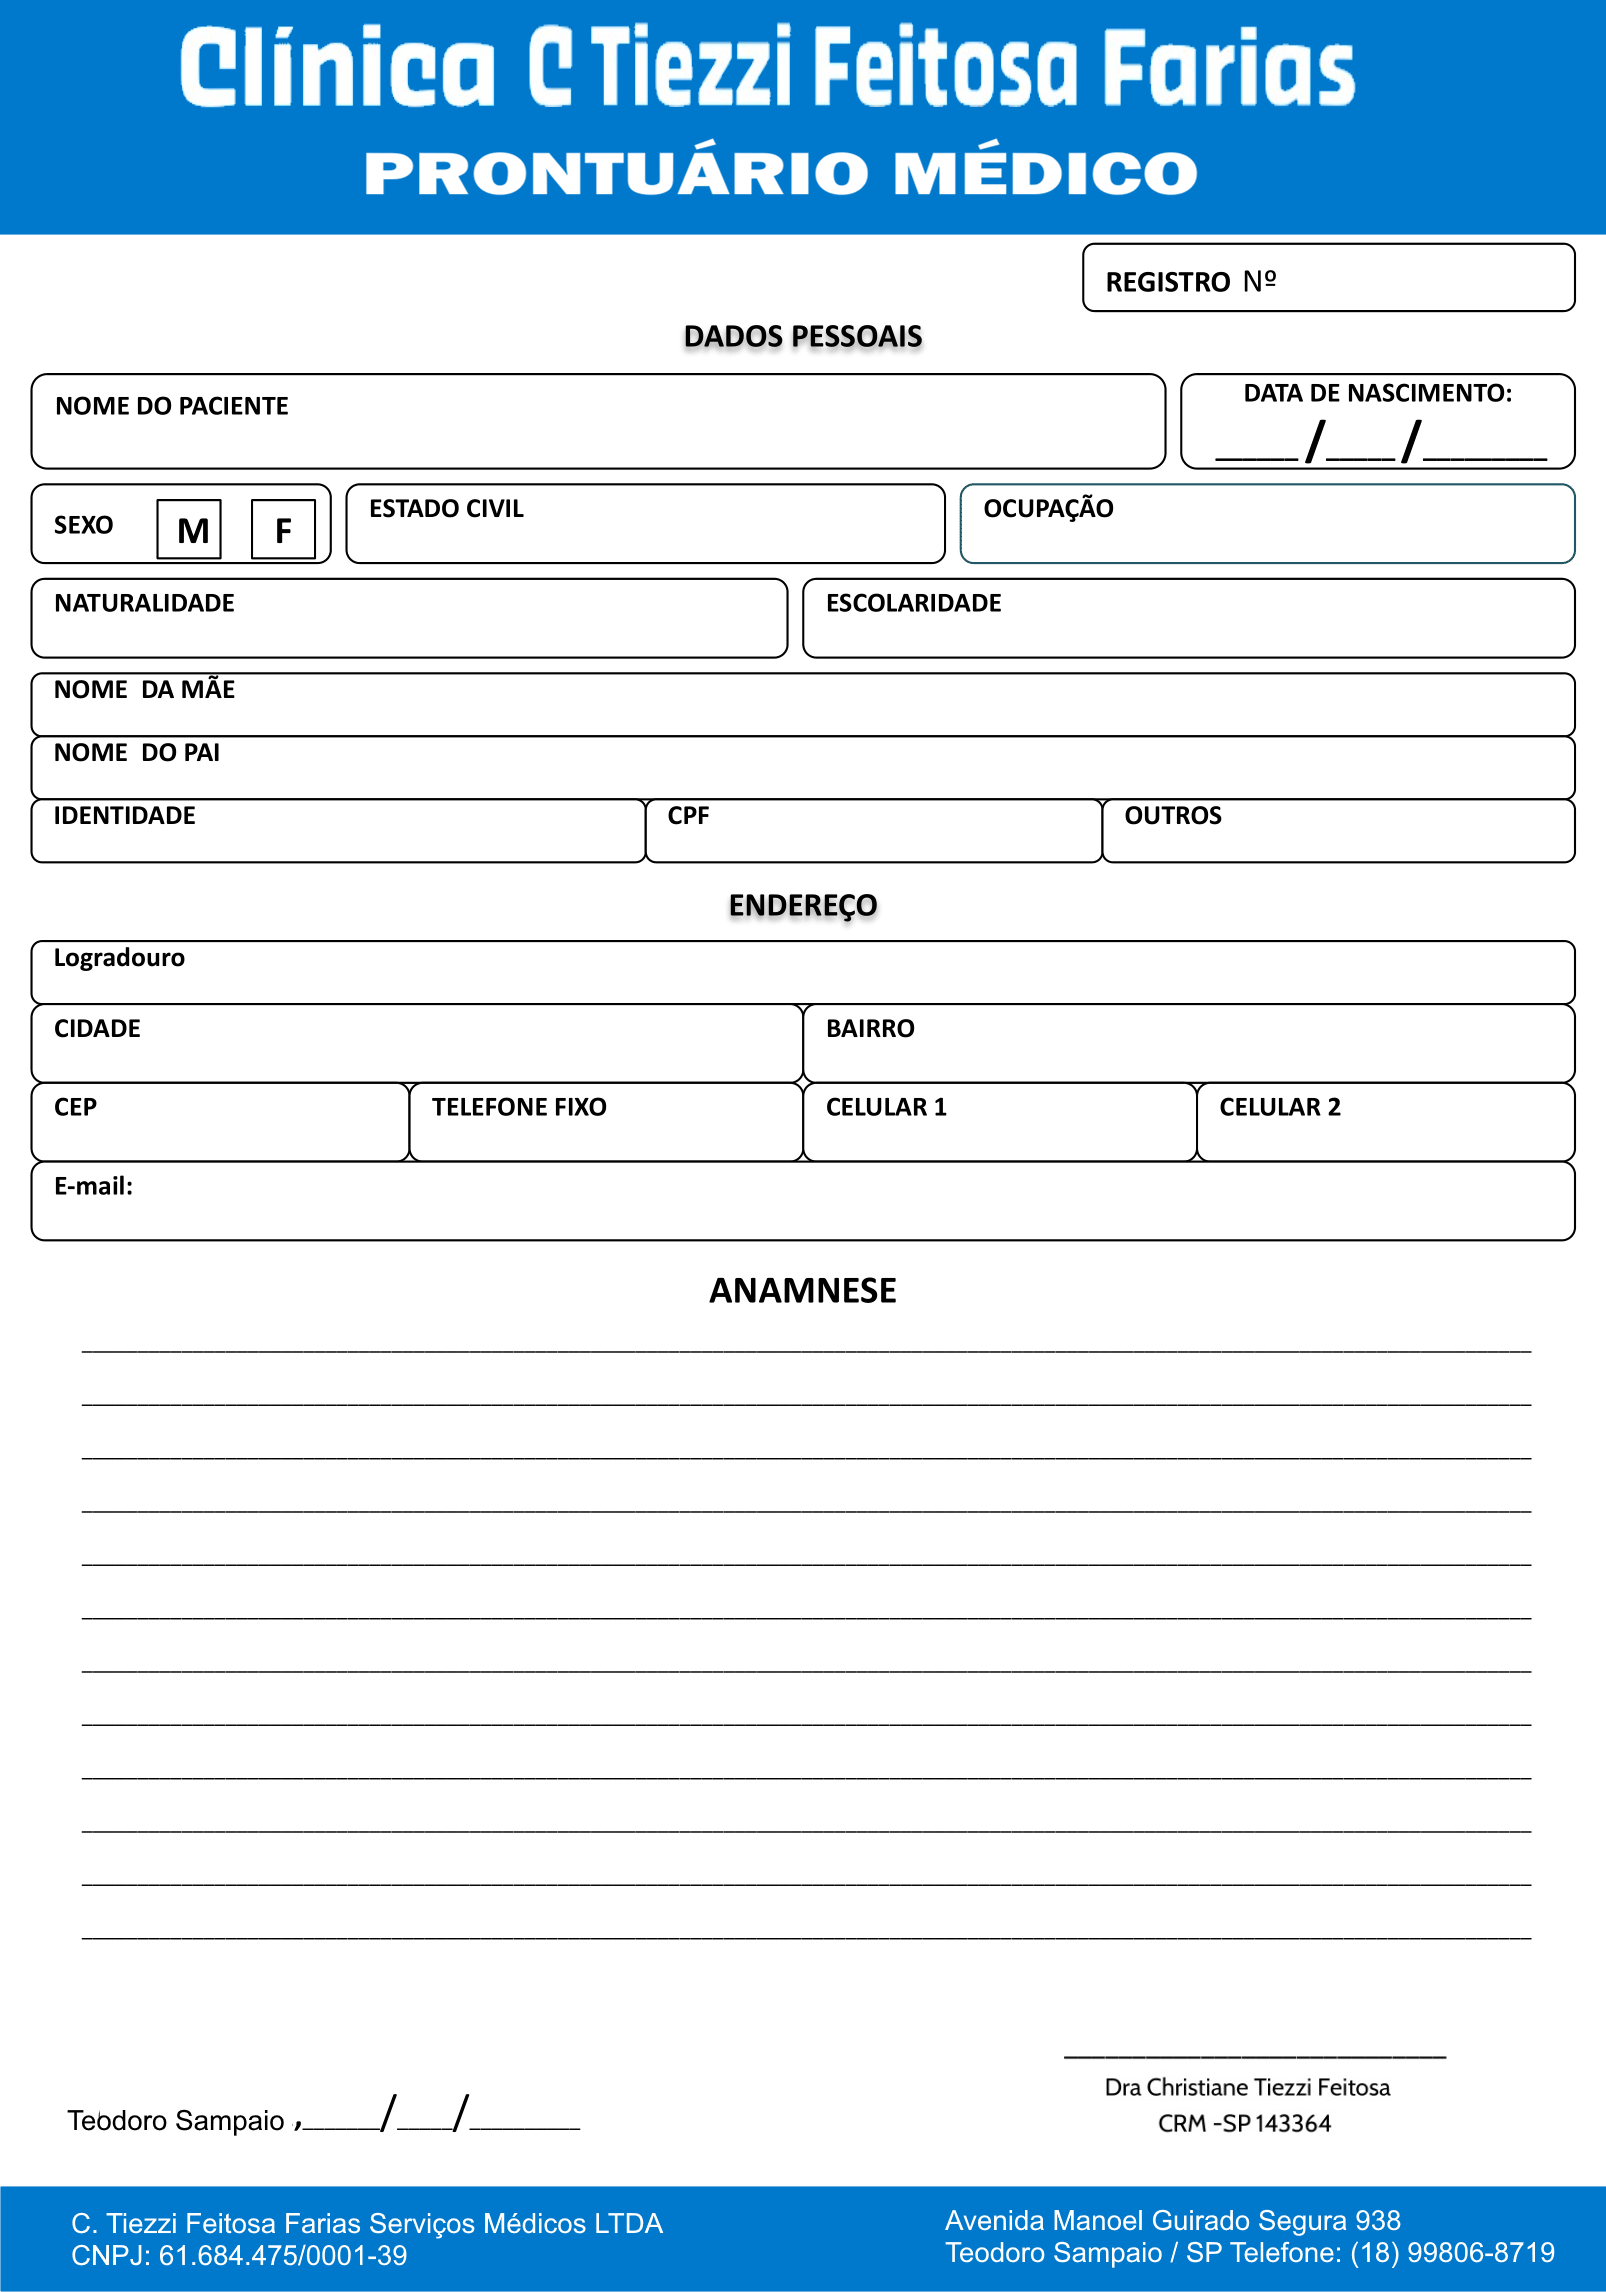 Clínica C Tiezzi Feitosa Farias
PRONTUÁRIO MÉDICO
REGISTRO Nº
DADOS PESSOAIS
NOME DO PACIENTE
DATA DE NASCIMENTO:
______/_____/_________
SEXO M F
ESTADO CIVIL
OCUPAÇÃO
NATURALIDADE
ESCOLARIDADE
NOME DA MÃE
NOME DO PAI
IDENTIDADE
CPF
OUTROS
ENDEREÇO
Logradouro
CIDADE
BAIRRO
CEP
TELEFONE FIXO
CELULAR 1
CELULAR 2
E-mail:
ANAMNESE
Dra Christiane Tiezzi Feitosa
CRM -SP 143364
Teodoro Sampaio ,______/____/________
C. Tiezzi Feitosa Farias Serviços Médicos LTDA
CNPJ: 61.684.475/0001-39
Avenida Manoel Guirado Segura 938
Teodoro Sampaio / SP Telefone: (18) 99806-8719